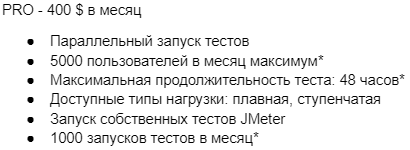 PRO - 400 $ в месяц
● Параллельный запуск тестов
● 5000 пользователей в месяц максимум*
● Максимальная продолжительность теста: 48 часов*
● Доступные типы нагрузки: плавная, ступенчатая
● Запуск собственных тестов JMeter
● 1000 запусков тестов в месяц*